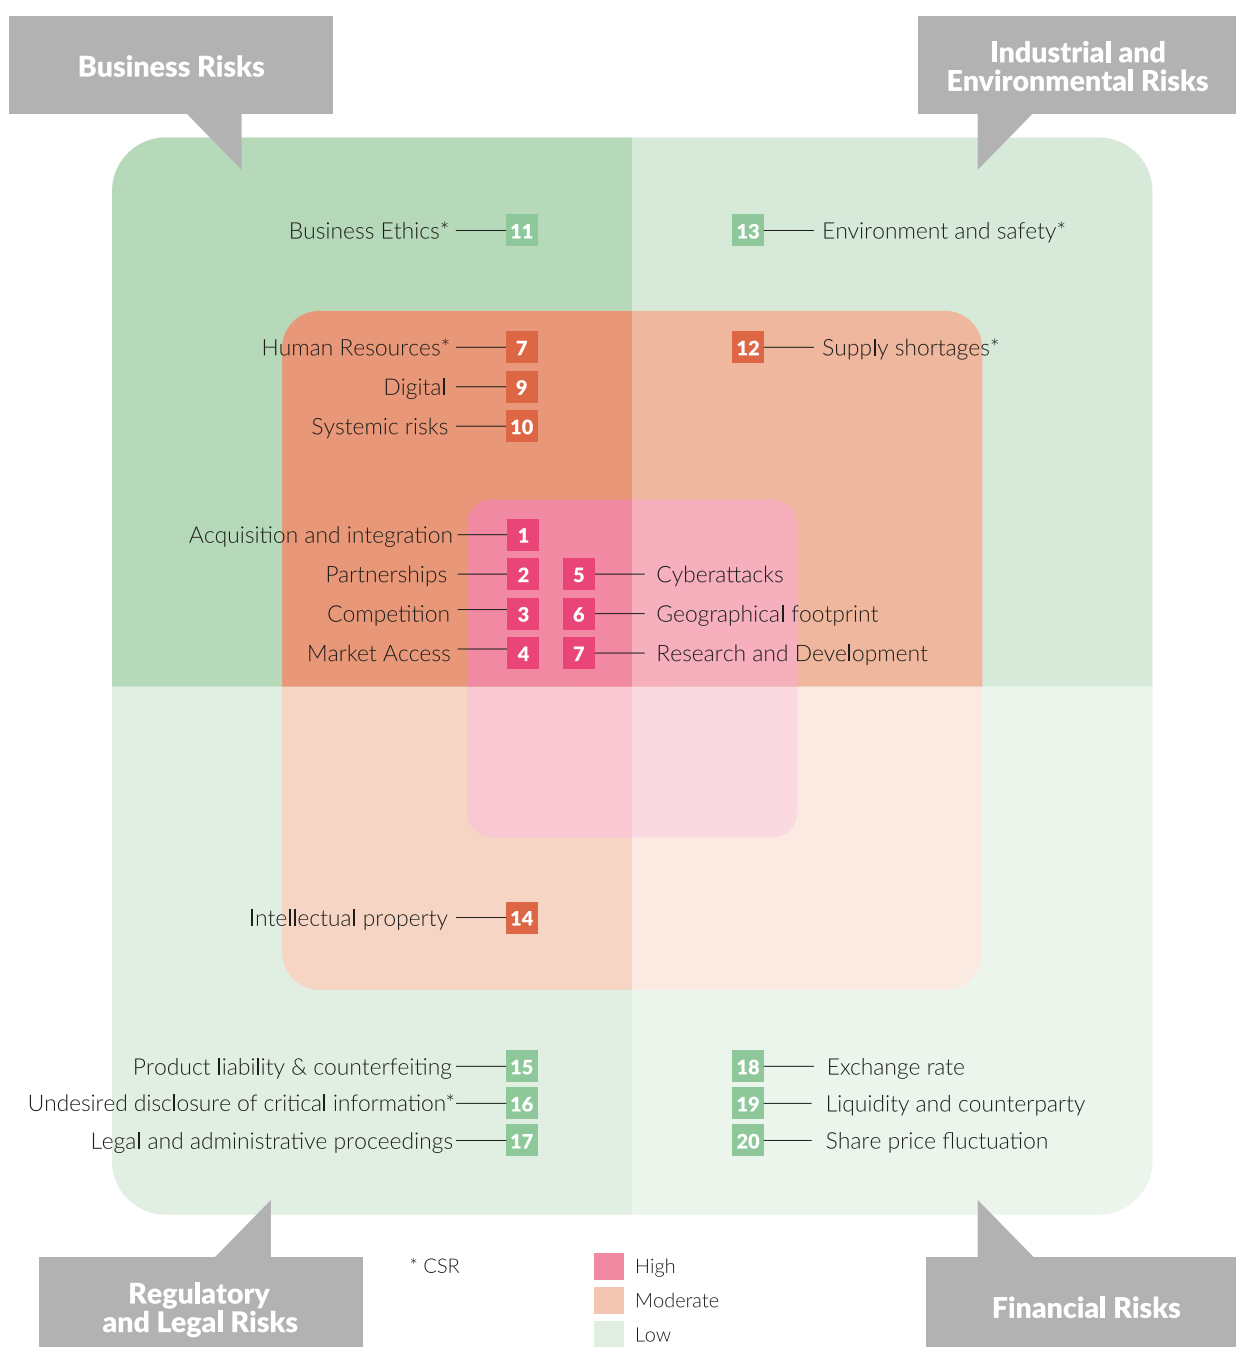 Business Risks
Industrial and
Environmental Risks
Business Ethics* 11
13 Environment and safety*
Human Resources* 7
12 Supply shortages*
Digital 9
Systemic risks 10
Acquisition and integration 1
Partnerships 2
5 Cyberattacks
Competition 3
6 Geographical footprint
Market Access 4
7 Research and Development
Intellectual property 14
Product liability & counterfeiting 15
18 Exchange rate
Undesired disclosure of critical information* 16
19 Liquidity and counterparty
Legal and administrative proceedings 17
20 Share price fluctuation
* CSR
High
Moderate
Low
Regulatory
and Legal Risks
Financial Risks